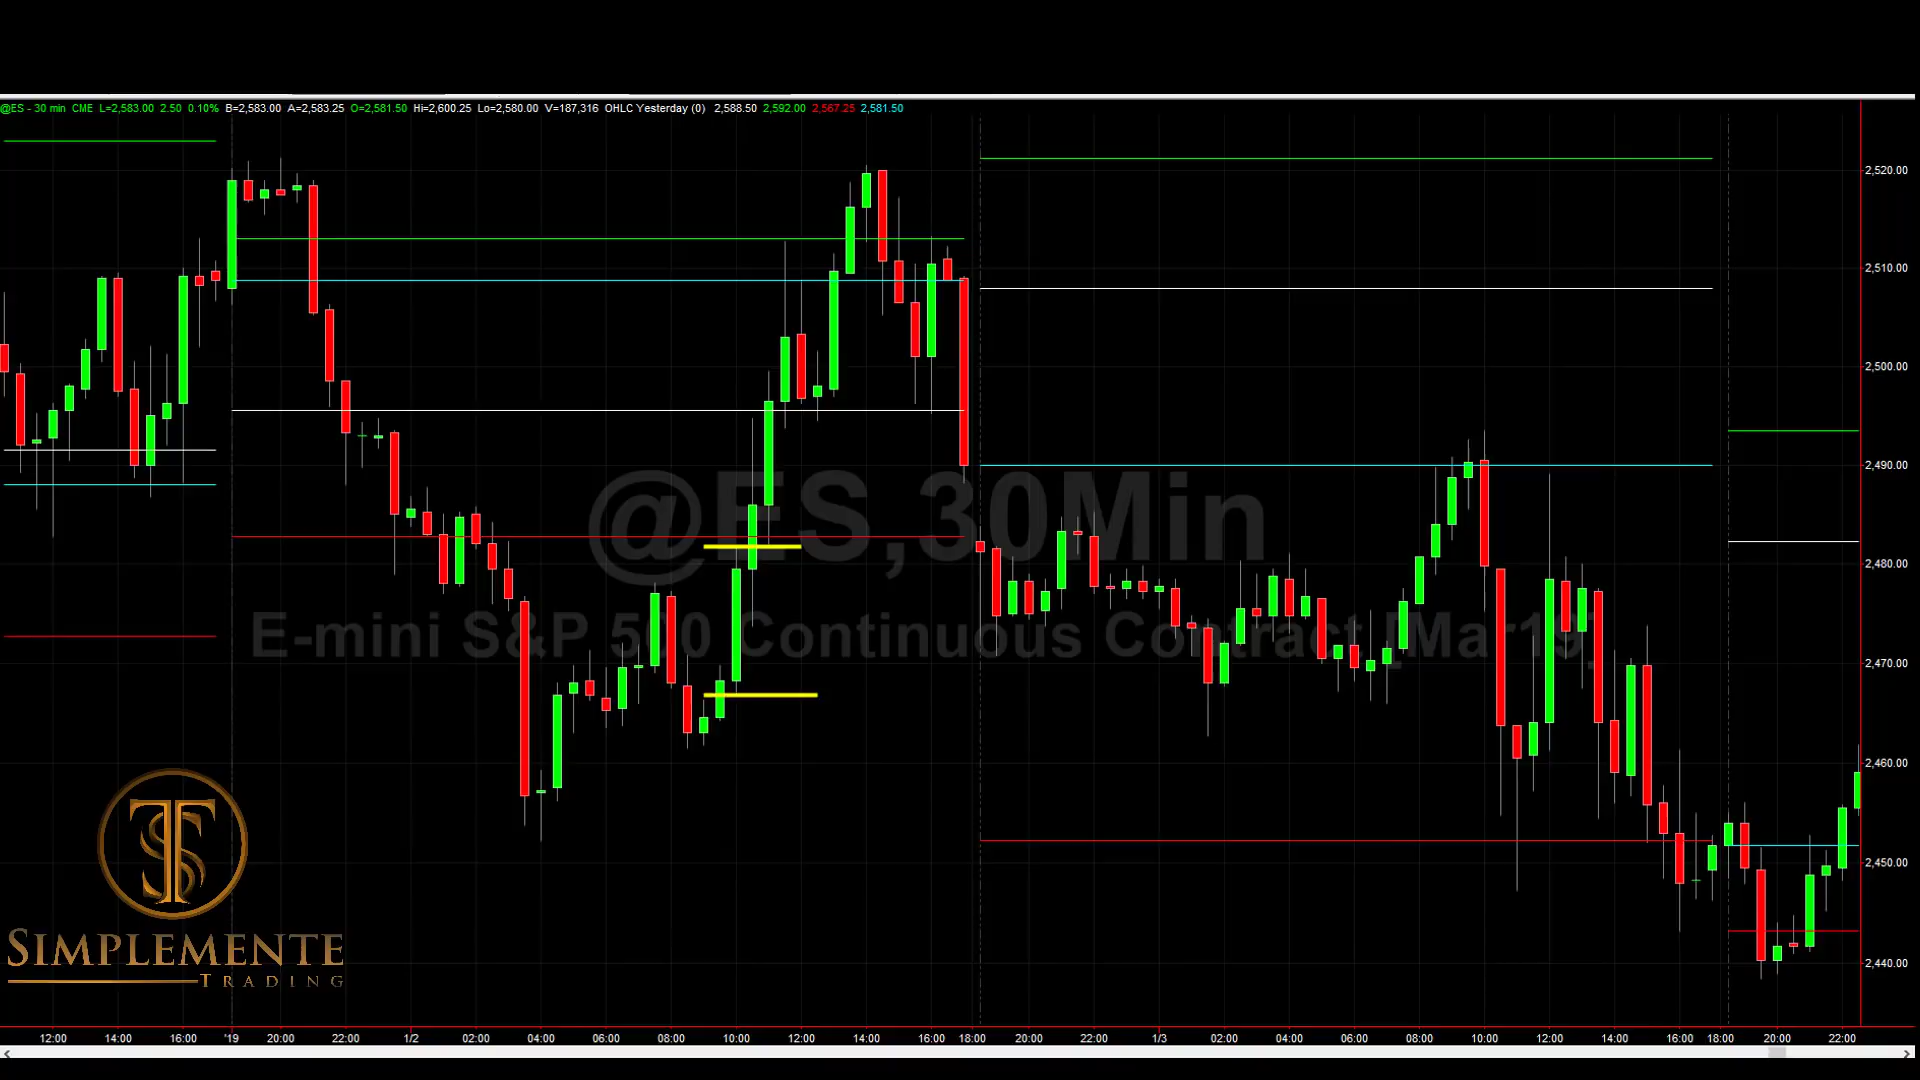 @ES - 30 min CME L=2,583.00 2.50 0.10% B=2,583.00 A=2,583.25 O=2,581.50 Hi=2,600.25 Lo=2,580.00 V=187,316 OHLC Yesterday (0) 2,588.50 2,592.00 2,567.25 2,581.50
2,520.00
2,510.00
2,500.00
2,490.00
@ES,30Min
2,480.00
E-mini S&P 500 Continuous Contract [Mar19]
2,470.00
2,460.00
2,450.00
SIMPLEMENTE
TRADING
2,440.00
12:00 14:00 16:00 '19 20:00 22:00 1/2 02:00 04:00 06:00 08:00 10:00 12:00 14:00 16:00 18:00 20:00 22:00 1/3 02:00 04:00 06:00 08:00 10:00 12:00 14:00 16:00 18:00 20:00 22:00